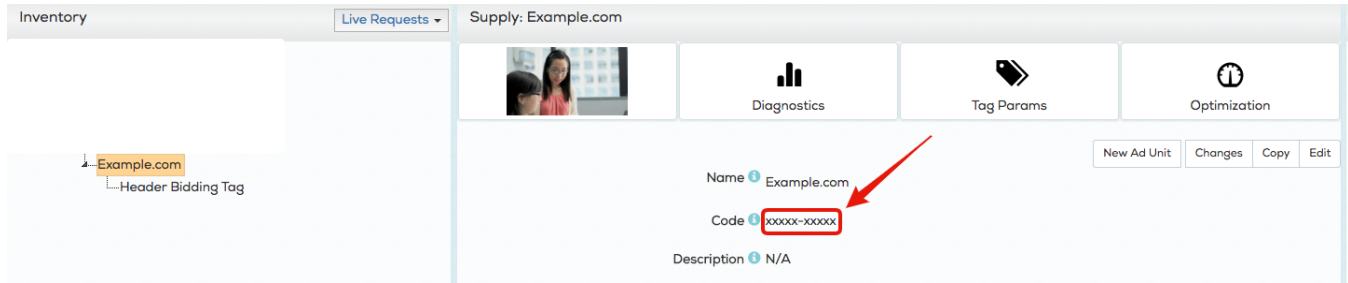 Inventory
Live Requests
Supply: Example.com
Diagnostics
Tag Params
Optimization
Example.com
Header Bidding Tag
New Ad Unit
Changes
Copy
Edit
Name Example.com
Code xxxxx-xxxxx
Description N/A